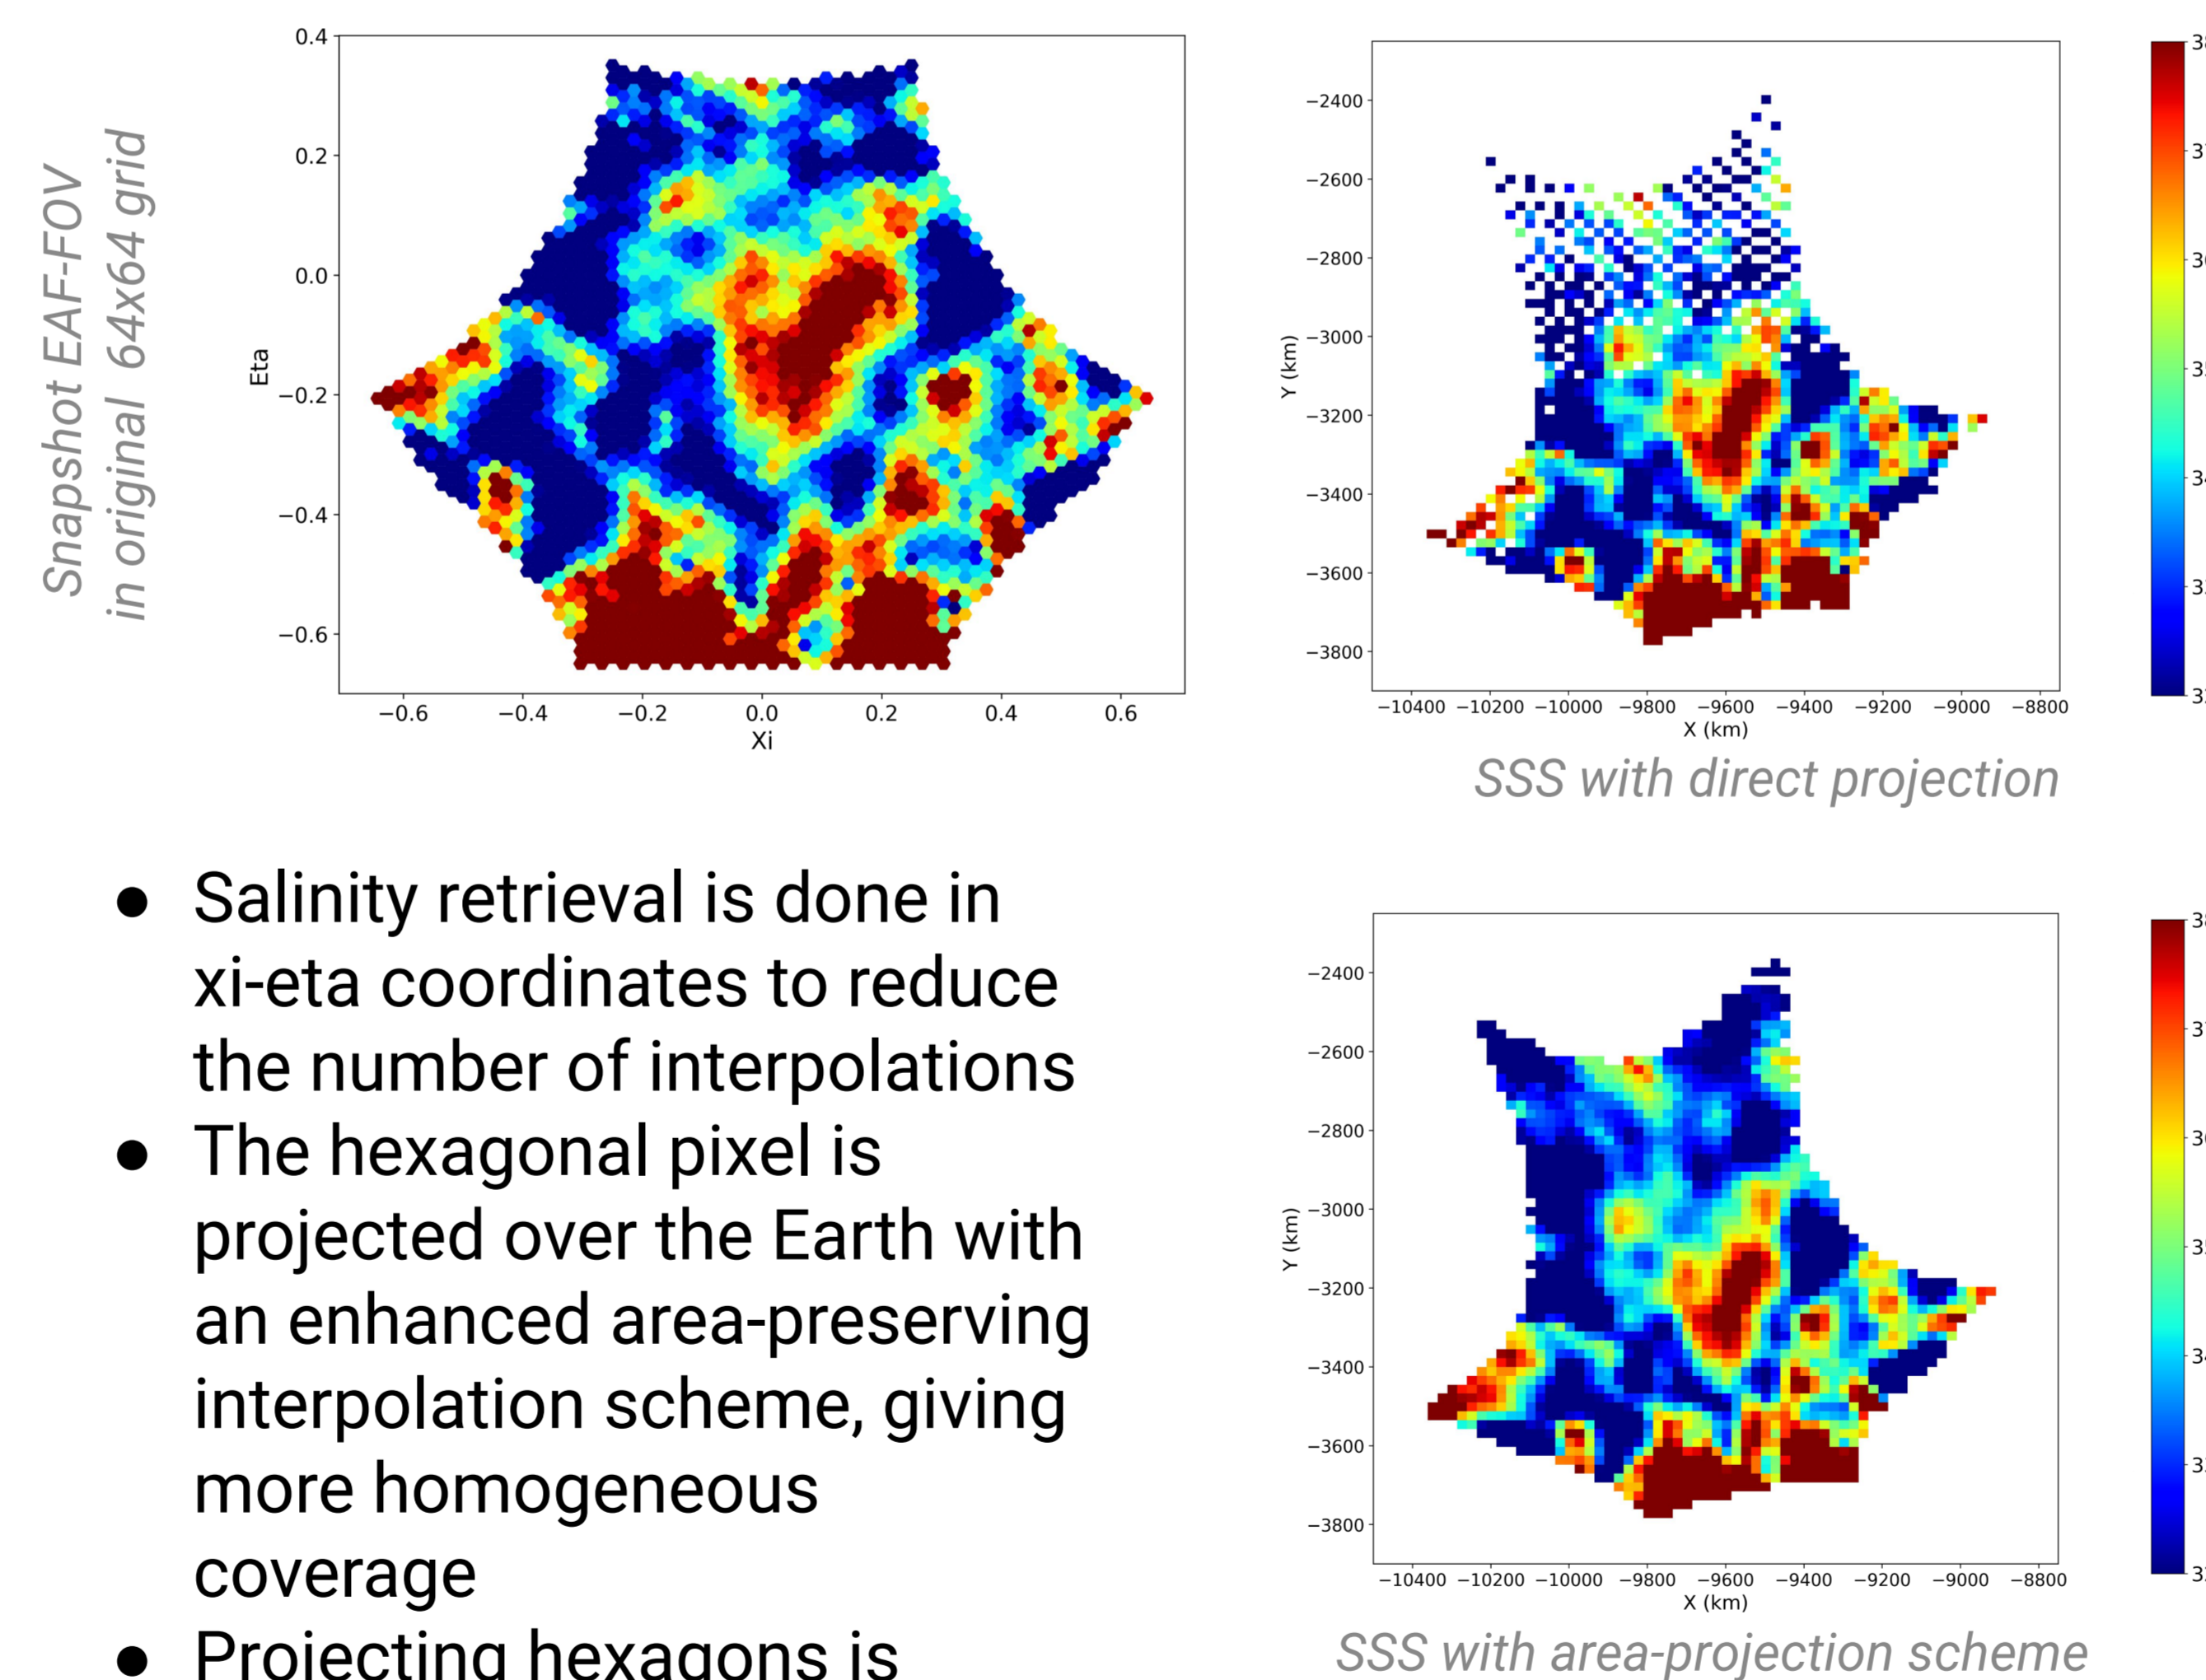 Snapshot EAF-FOV
in original 64x64 grid
0.4
0.2
0.0
−0.2
−0.4
−0.6
Eta
−0.6 −0.4 −0.2 0.0 0.2 0.4 0.6
Xi
−2400
−2600
−2800
−3000
−3200
−3400
−3600
−3800
Y (km)
−10400 −10200 −10000 −9800 −9600 −9400 −9200 −9000 −8800
X (km)
SSS with direct projection
● Salinity retrieval is done in
xi-eta coordinates to reduce
the number of interpolations
● The hexagonal pixel is
projected over the Earth with
an enhanced area-preserving
interpolation scheme, giving
more homogeneous
coverage
● Projecting hexagons is
−2400
−2600
−2800
−3000
−3200
−3400
−3600
−3800
Y (km)
−10400 −10200 −10000 −9800 −9600 −9400 −9200 −9000 −8800
X (km)
SSS with area-projection scheme